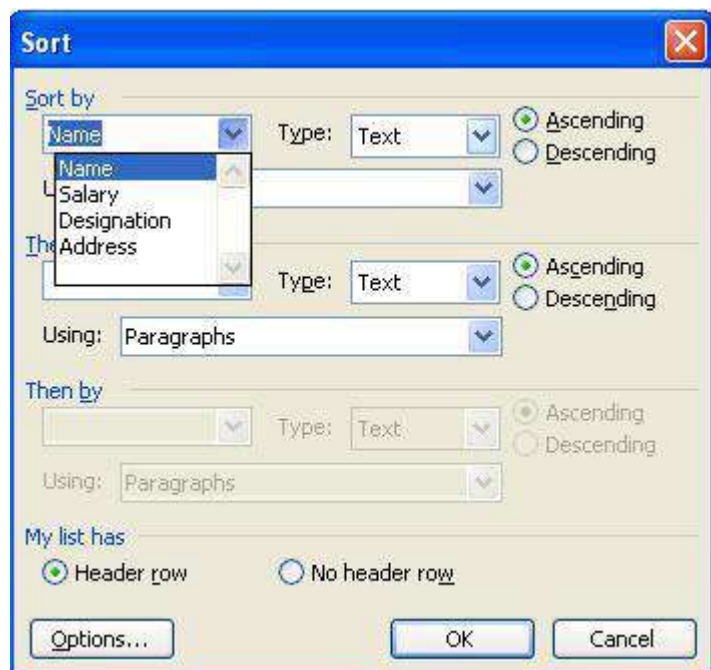 Sort
Sort by
Name Type: Text Ascending
Descending
Name
Salary
Designation
Address
Type: Text Ascending
Descending
Using: Paragraphs
Then by
Type: Text Ascending
Descending
Using: Paragraphs
My list has
Header row No header row
Options... OK Cancel